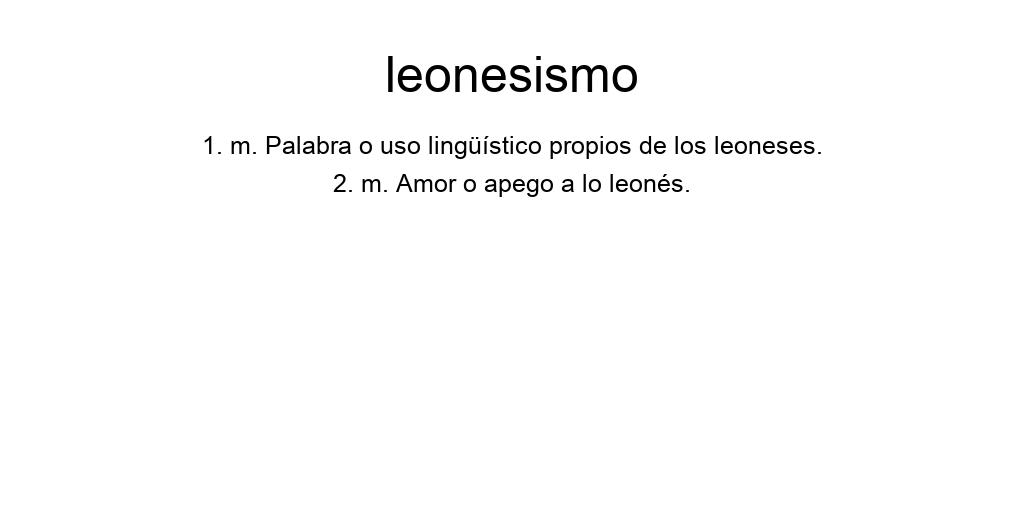 leonesismo
1. m. Palabra o uso lingüístico propios de los leoneses.
2. m. Amor o apego a lo leonés.